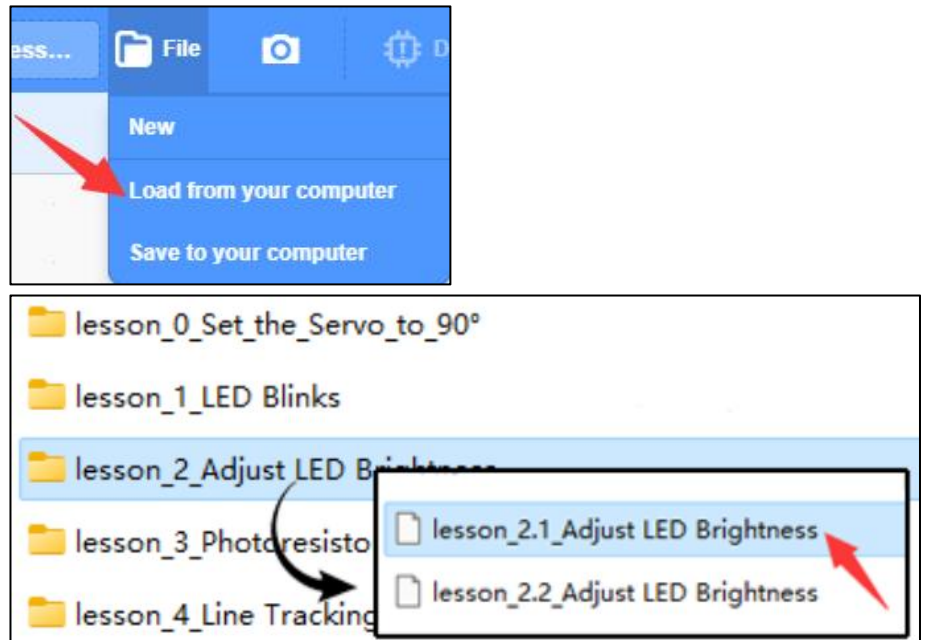 ess... File D
New
Load from your computer
Save to your computer
lesson_0_Set_the_Servo_to_90°
lesson_1_LED Blinks
lesson_2_Adjust LED Brightness
lesson_2.1_Adjust LED Brightness
lesson_3_Photoresisto
lesson_2.2_Adjust LED Brightness
lesson_4_Line Tracking